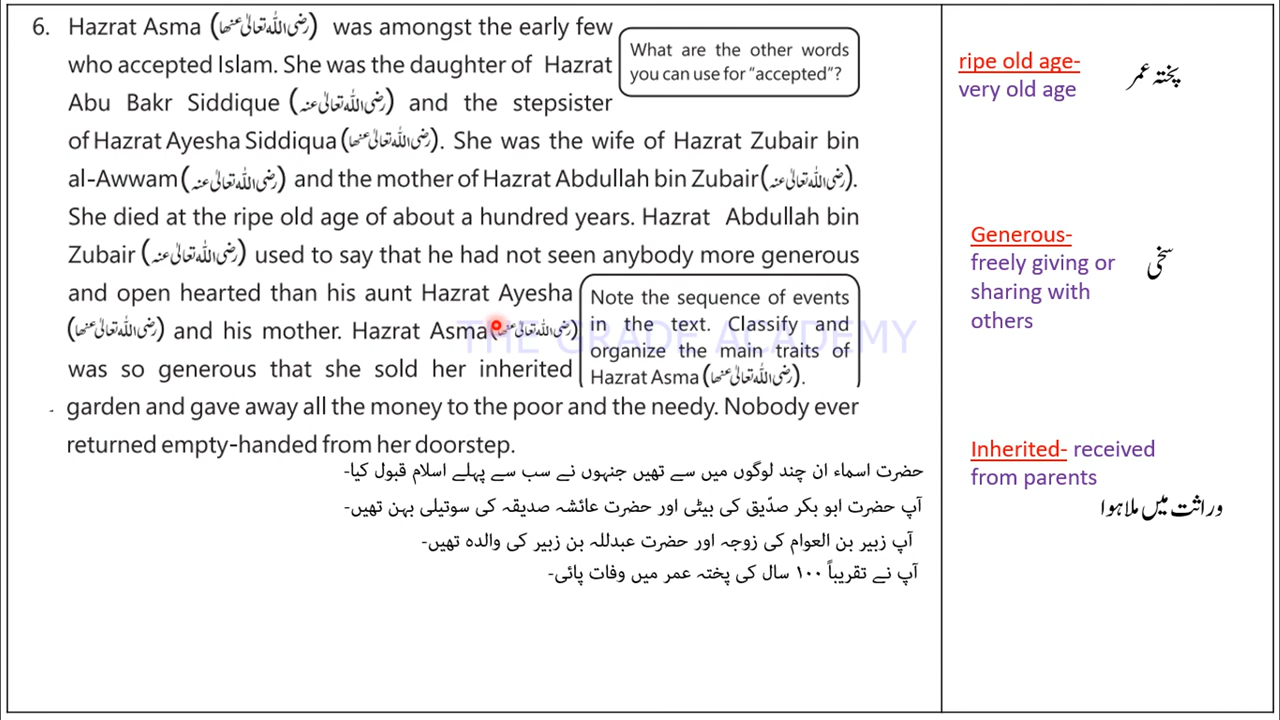 6. Hazrat Asma (رضی اللہ تعالیٰ عنھا) was amongst the early few
who accepted Islam. She was the daughter of Hazrat
Abu Bakr Siddique (رضی اللہ تعالیٰ عنہ) and the stepsister
of Hazrat Ayesha Siddiqua (رضی اللہ تعالیٰ عنھا). She was the wife of Hazrat Zubair bin
al-Awwam (رضی اللہ تعالیٰ عنہ) and the mother of Hazrat Abdullah bin Zubair (رضی اللہ تعالیٰ عنہ).
She died at the ripe old age of about a hundred years. Hazrat Abdullah bin
Zubair (رضی اللہ تعالیٰ عنہ) used to say that he had not seen anybody more generous
and open hearted than his aunt Hazrat Ayesha
(رضی اللہ تعالیٰ عنھا) and his mother. Hazrat Asma (رضی اللہ تعالیٰ عنھا)
was so generous that she sold her inherited
garden and gave away all the money to the poor and the needy. Nobody ever
returned empty-handed from her doorstep.
What are the other words
you can use for "accepted"?
Note the sequence of events
in the text. Classify and
organize the main traits of
Hazrat Asma (رضی اللہ تعالیٰ عنھا).
THE GRADE ACADEMY
حضرت اسماء ان چند لوگوں میں سے تھیں جنہوں نے سب سے پہلے اسلام قبول کیا-
آپ حضرت ابو بکر صدّیق کی بیٹی اور حضرت عائشہ صدیقہ کی سوتیلی بہن تھیں-
آپ زبیر بن العوام کی زوجہ اور حضرت عبدللہ بن زبیر کی والدہ تھیں-
آپ نے تقریباً ۱۰۰ سال کی پختہ عمر میں وفات پائی-
ripe old age-
very old age
پختہ عمر
Generous-
freely giving or
sharing with
others
سخی
Inherited- received
from parents
وراثت میں ملا ہوا